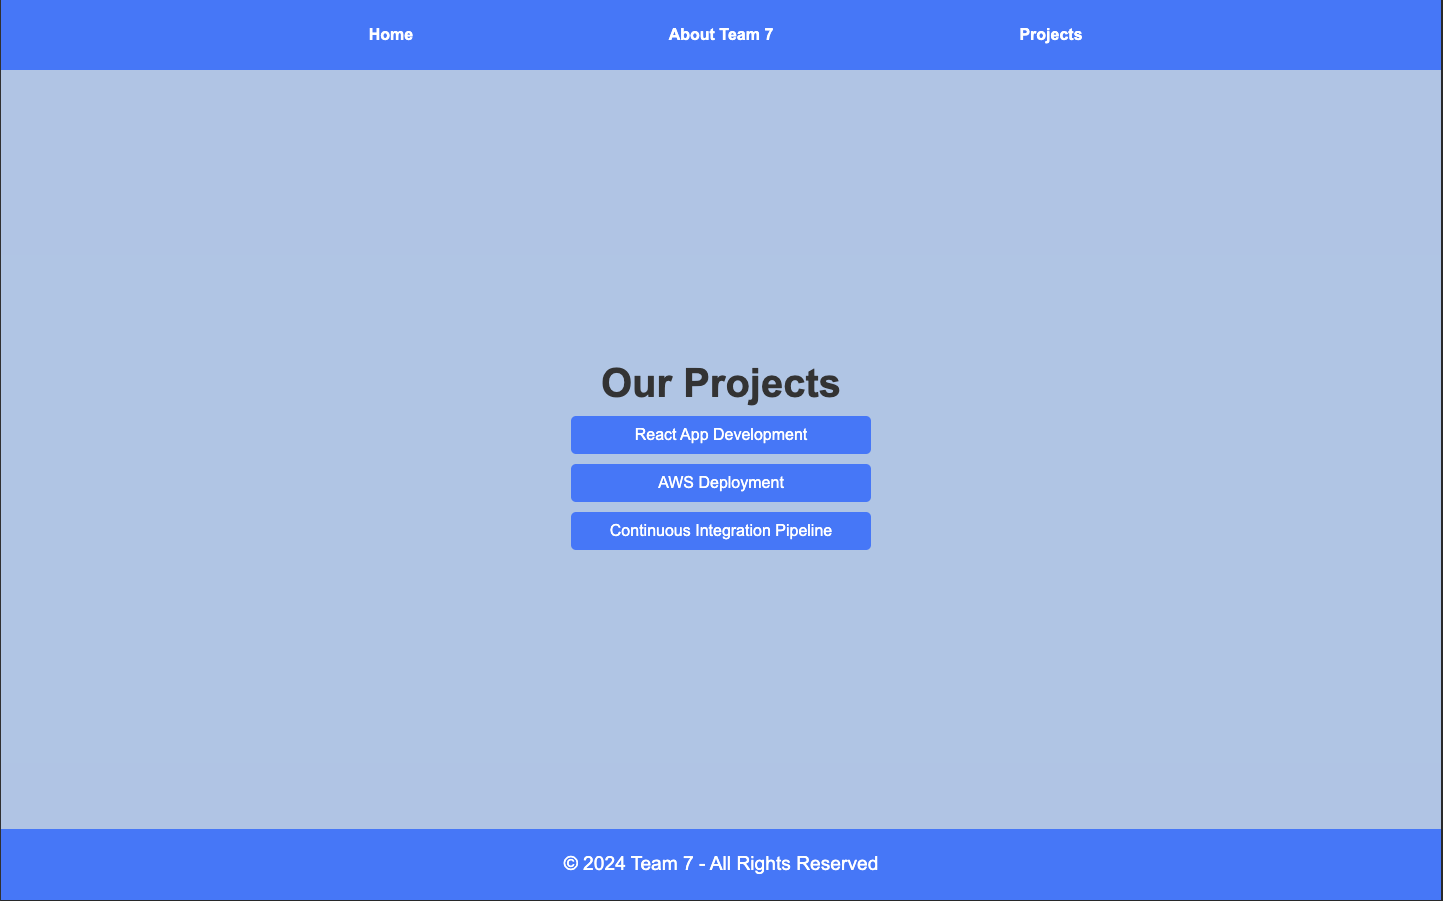 Home About Team 7 Projects
Our Projects
React App Development
AWS Deployment
Continuous Integration Pipeline
© 2024 Team 7 - All Rights Reserved